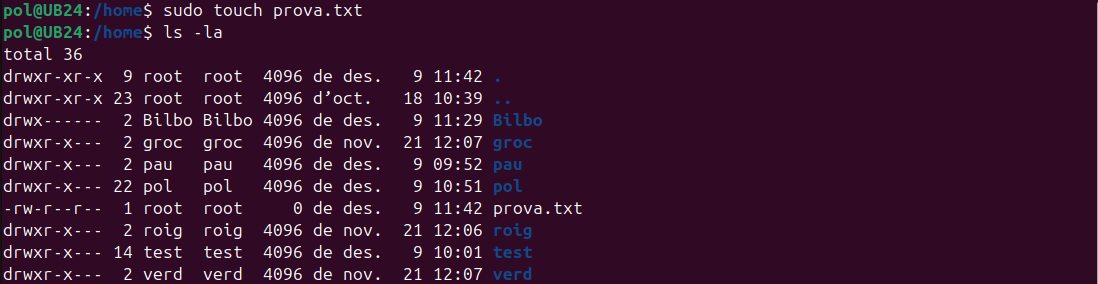 pol@UB24:/home$ sudo touch prova.txt
pol@UB24:/home$ ls -la
total 36
drwxr-xr-x  9 root  root  4096 de des.   9 11:42 .
drwxr-xr-x 23 root  root  4096 d’oct.   18 10:39 ..
drwx------  2 Bilbo Bilbo 4096 de des.   9 11:29 Bilbo
drwxr-x---  2 groc  groc  4096 de nov.  21 12:07 groc
drwxr-x---  2 pau   pau   4096 de des.   9 09:52 pau
drwxr-x--- 22 pol   pol   4096 de des.   9 10:51 pol
-rw-r--r--  1 root  root     0 de des.   9 11:42 prova.txt
drwxr-x---  2 roig  roig  4096 de nov.  21 12:06 roig
drwxr-x--- 14 test  test  4096 de des.   9 10:01 test
drwxr-x---  2 verd  verd  4096 de nov.  21 12:07 verd